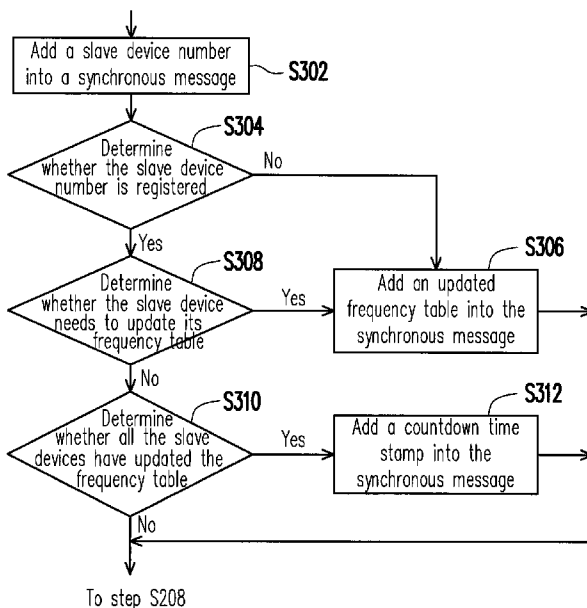 Add a slave device number
into a synchronous message
S302
S304
Determine
whether the slave device
number is registered
No
Yes
S308
Determine
whether the slave device
needs to update its
frequency table
Yes
S306
Add an updated
frequency table into the
synchronous message
No
S310
Determine
whether all the slave
devices have updated the
frequency table
Yes
S312
Add a countdown time
stamp into the
synchronous message
No
To step S208